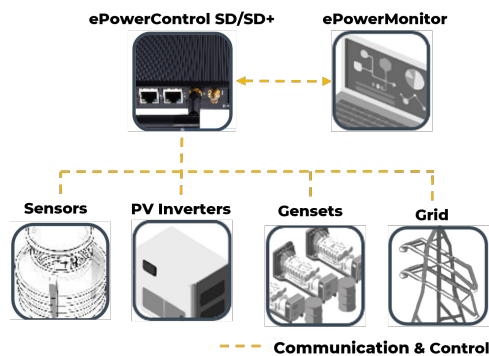 ePowerControl SD/SD+
ePowerMonitor
Sensors
PV Inverters
Gensets
Grid
Communication & Control